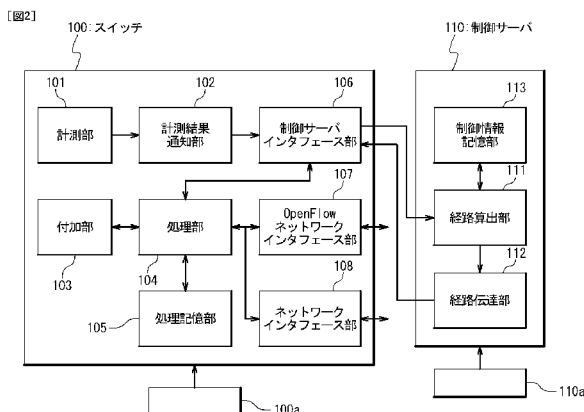 [図2]
100:スイッチ
110:制御サーバ
101
102
106
113
計測部
計測結果
通知部
制御サーバ
インタフェース部
制御情報
記憶部
107
111
付加部
処理部
OpenFlow
ネットワーク
インタフェース部
経路算出部
103
104
108
112
105
処理記憶部
ネットワーク
インタフェース部
経路伝達部
100a
110a